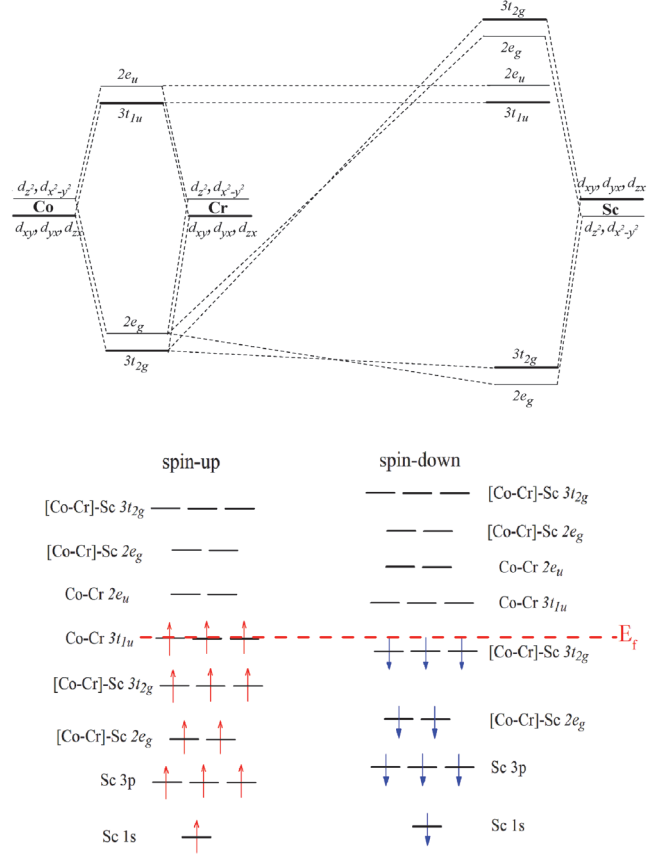 3t2g
2eg
2eu 2eu
3t1u 3t1u
dz², dx²-y² dz², dx²-y² dxy, dyx, dzx
Co Cr Sc
dxy, dyx, dzx dxy, dyx, dzx dz², dx²-y²
2eg
3t2g 3t2g
2eg
spin-up spin-down
[Co-Cr]-Sc 3t2g [Co-Cr]-Sc 3t2g
[Co-Cr]-Sc 2eg [Co-Cr]-Sc 2eg
Co-Cr 2eu Co-Cr 2eu
Co-Cr 3t1u
Co-Cr 3t1u Ef
[Co-Cr]-Sc 3t2g
[Co-Cr]-Sc 3t2g
[Co-Cr]-Sc 2eg
[Co-Cr]-Sc 2eg
Sc 3p Sc 3p
Sc 1s Sc 1s